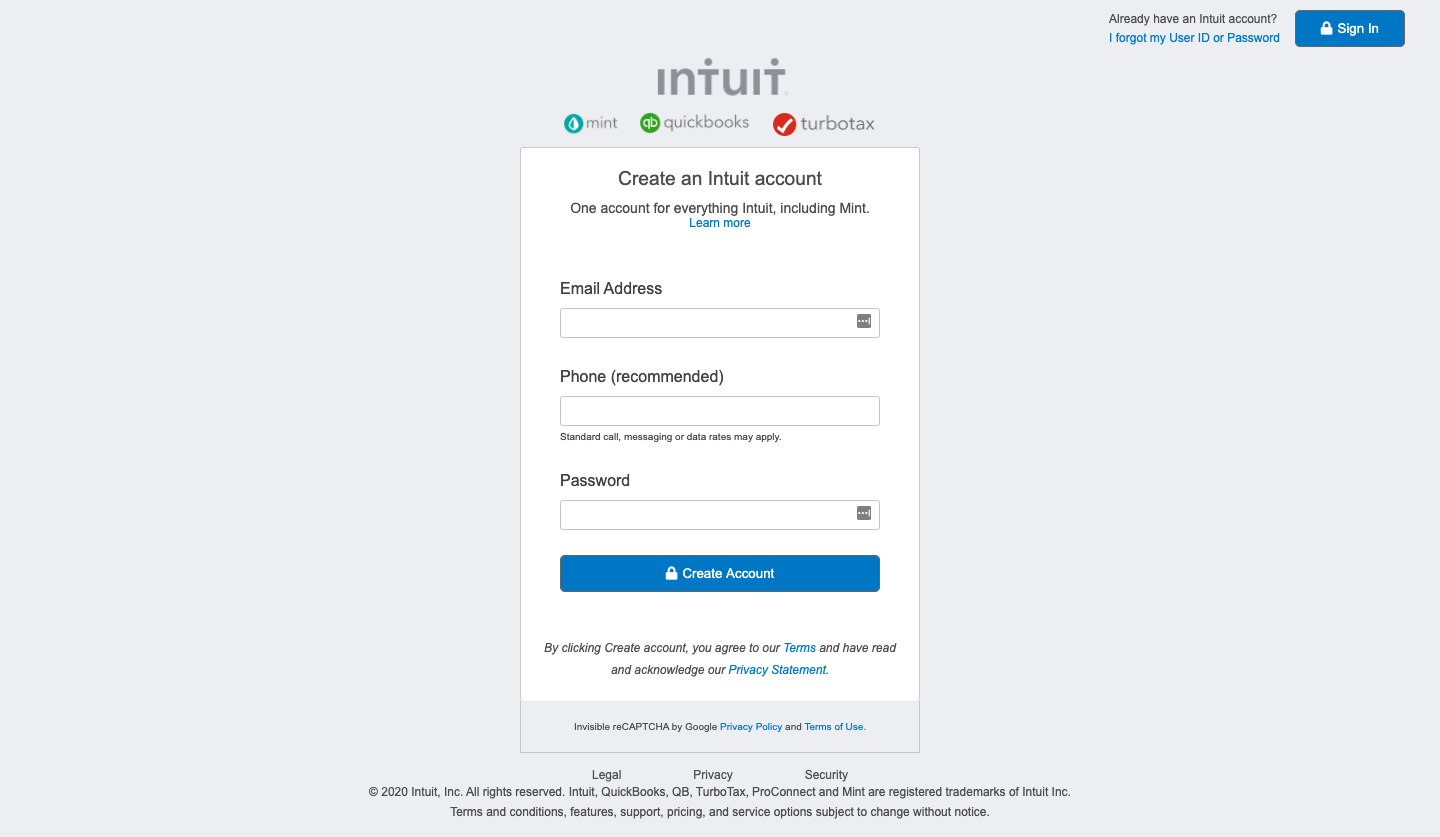 Already have an Intuit account?
I forgot my User ID or Password
Sign In
intuit
mint
qb quickbooks
turbotax
Create an Intuit account
One account for everything Intuit, including Mint.
Learn more
Email Address
Phone (recommended)
Standard call, messaging or data rates may apply.
Password
Create Account
By clicking Create account, you agree to our Terms and have read
and acknowledge our Privacy Statement.
Invisible reCAPTCHA by Google Privacy Policy and Terms of Use.
Legal Privacy Security
© 2020 Intuit, Inc. All rights reserved. Intuit, QuickBooks, QB, TurboTax, ProConnect and Mint are registered trademarks of Intuit Inc.
Terms and conditions, features, support, pricing, and service options subject to change without notice.